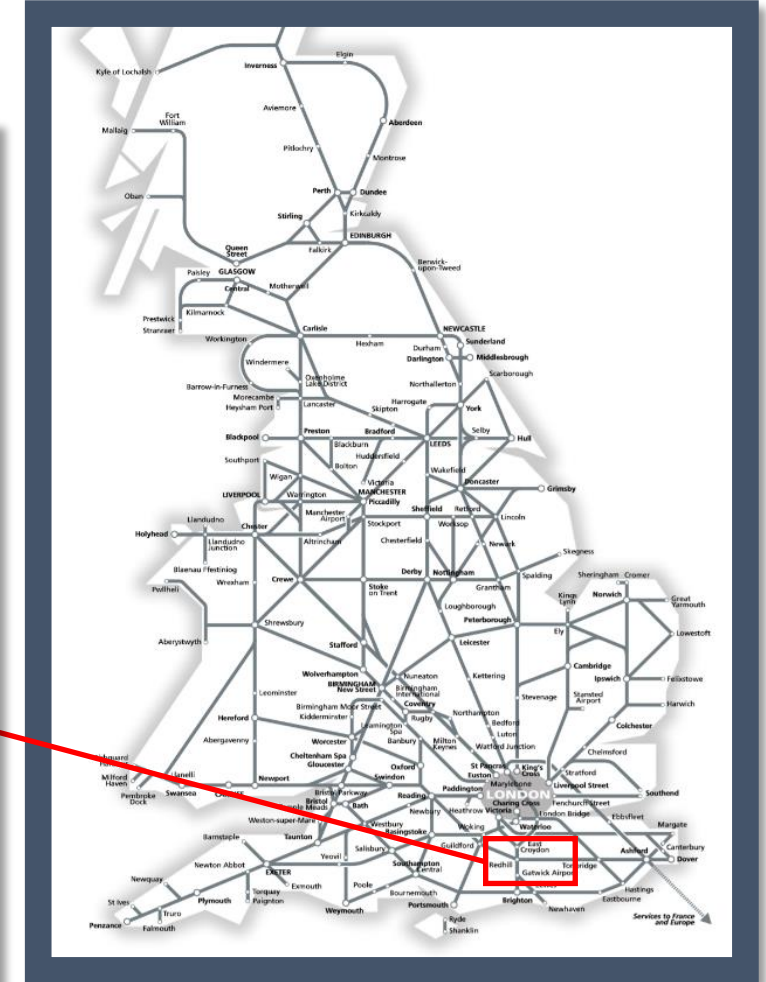 Elgin
Inverness
Kyle of Lochalsh
Aviemore
Fort
William
Aberdeen
Mallaig
Pitlochry
Montrose
Perth
Dundee
Oban
Stirling
Kirkcaldy
EDINBURGH
Queen
Street
Falkirk
Berwick-
upon-Tweed
Paisley
GLASGOW
Central
Motherwell
Prestwick
Kilmarnock
Stranraer
Carlisle
NEWCASTLE
Workington
Hexham
Sunderland
Durham
Darlington
Middlesbrough
Windermere
Scarborough
Oxenholme
Lake District
Barrow-in-Furness
Northallerton
Morecambe
Heysham Port
Lancaster
Harrogate
Skipton
York
Selby
Blackpool
Preston
Bradford
LEEDS
Hull
Blackburn
Huddersfield
Southport
Bolton
Wakefield
Wigan
Victoria
Doncaster
MANCHESTER
Piccadilly
LIVERPOOL
Warrington
Grimsby
Manchester
Airport
Sheffield
Retford
Llandudno
Stockport
Worksop
Lincoln
Holyhead
Chester
Llandudno
Junction
Altrincham
Chesterfield
Newark
Skegness
Blaenau Ffestiniog
Derby
Nottingham
Spalding
Sheringham
Cromer
Pwllheli
Wrexham
Crewe
Stoke
on Trent
Grantham
Kings
Lynn
Norwich
Great
Yarmouth
Loughborough
Shrewsbury
Peterborough
Ely
Lowestoft
Aberystwyth
Stafford
Leicester
Wolverhampton
Nuneaton
Kettering
Cambridge
BIRMINGHAM
New Street
Birmingham
International
Ipswich
Felixstowe
Leominster
Stevenage
Stansted
Airport
Birmingham Moor Street
Coventry
Northampton
Harwich
Kidderminster
Rugby
Hereford
Leamington
Spa
Bedford
Colchester
Worcester
Banbury
Milton
Keynes
Luton
Abergavenny
Watford Junction
Cheltenham Spa
Chelmsford
Gloucester
Oxford
St Pancras
King's
Cross
Euston
Stratford
Milford
Haven
Llanelli
Newport
Swindon
Marylebone
Liverpool Street
Paddington
LONDON
Southend
Pembroke
Dock
Swansea
Bristol Parkway
Reading
Fenchurch Street
Charing Cross
Bristol
Temple Meads
Bath
Newbury
Heathrow
Victoria
London Bridge
Ebbsfleet
Weston-super-Mare
Westbury
Waterloo
Margate
Barnstaple
Taunton
Basingstoke
Woking
East
Croydon
Canterbury
Salisbury
Guildford
Ashford
Dover
Yeovil
Newton Abbot
Southampton
Central
Redhill
Tonbridge
EXETER
Gatwick Airport
Newquay
Exmouth
Poole
Hastings
Torquay
Paignton
Bournemouth
Brighton
Eastbourne
St Ives
Plymouth
Portsmouth
Newhaven
Truro
Weymouth
Ryde
Shanklin
Services to France
and Europe
Penzance
Falmouth